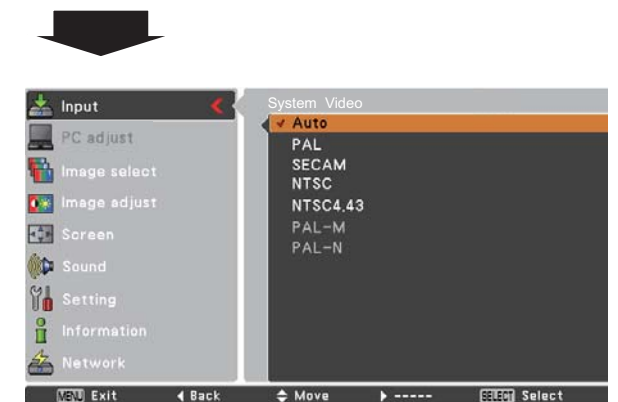 Input
PC adjust
Image select
Image adjust
Screen
Sound
Setting
Information
Network
System Video
Auto
PAL
SECAM
NTSC
NTSC4.43
PAL-M
PAL-N
MENU Exit Back Move ----- SELECT Select